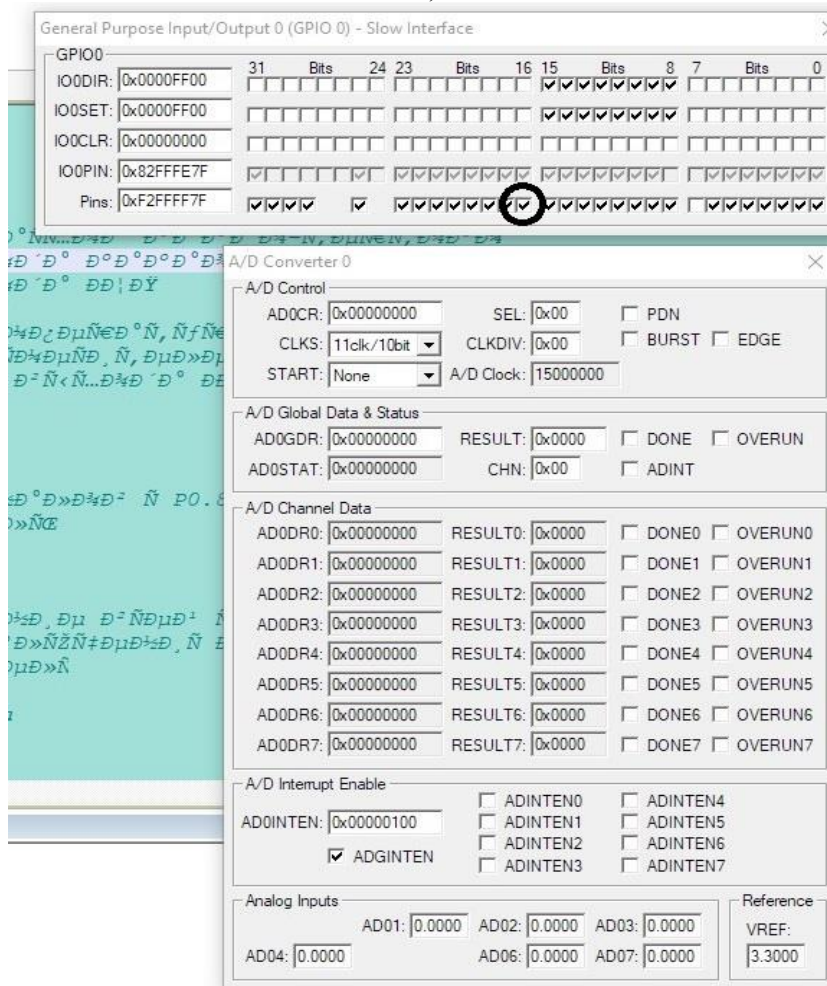 General Purpose Input/Output 0 (GPIO 0) - Slow Interface
GPIO0
31 Bits 24 23 Bits 16 15 Bits 8 7 Bits 0
IO0DIR: 0x0000FF00
IO0SET: 0x0000FF00
IO0CLR: 0x00000000
IO0PIN: 0x82FFFE7F
Pins: 0xF2FFFF7F
A/D Converter 0
A/D Control
AD0CR: 0x00000000 SEL: 0x00 PDN
CLKS: 11clk/10bit CLKDIV: 0x00 BURST EDGE
START: None A/D Clock: 15000000
A/D Global Data & Status
AD0GDR: 0x00000000 RESULT: 0x0000 DONE OVERUN
AD0STAT: 0x00000000 CHN: 0x00 ADINT
A/D Channel Data
AD0DR0: 0x00000000 RESULT0: 0x0000 DONE0 OVERUN0
AD0DR1: 0x00000000 RESULT1: 0x0000 DONE1 OVERUN1
AD0DR2: 0x00000000 RESULT2: 0x0000 DONE2 OVERUN2
AD0DR3: 0x00000000 RESULT3: 0x0000 DONE3 OVERUN3
AD0DR4: 0x00000000 RESULT4: 0x0000 DONE4 OVERUN4
AD0DR5: 0x00000000 RESULT5: 0x0000 DONE5 OVERUN5
AD0DR6: 0x00000000 RESULT6: 0x0000 DONE6 OVERUN6
AD0DR7: 0x00000000 RESULT7: 0x0000 DONE7 OVERUN7
A/D Interrupt Enable
AD0INTEN: 0x00000100
ADGINTEN
ADINTEN0 ADINTEN4
ADINTEN1 ADINTEN5
ADINTEN2 ADINTEN6
ADINTEN3 ADINTEN7
Analog Inputs
AD01: 0.0000 AD02: 0.0000 AD03: 0.0000
AD04: 0.0000 AD06: 0.0000 AD07: 0.0000
Reference
VREF:
3.3000